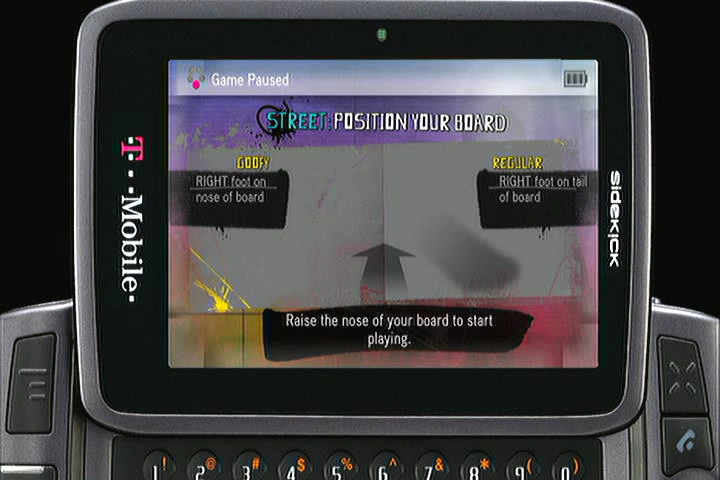 Game Paused
STREET: POSITION YOUR BOARD
GOOFY
RIGHT foot on
nose of board
REGULAR
RIGHT foot on tail
of board
Raise the nose of your board to start
playing.
T··Mobile·
sidekick
1! 2@ 3# 4$ 5% 6^ 7& 8* 9( 0)